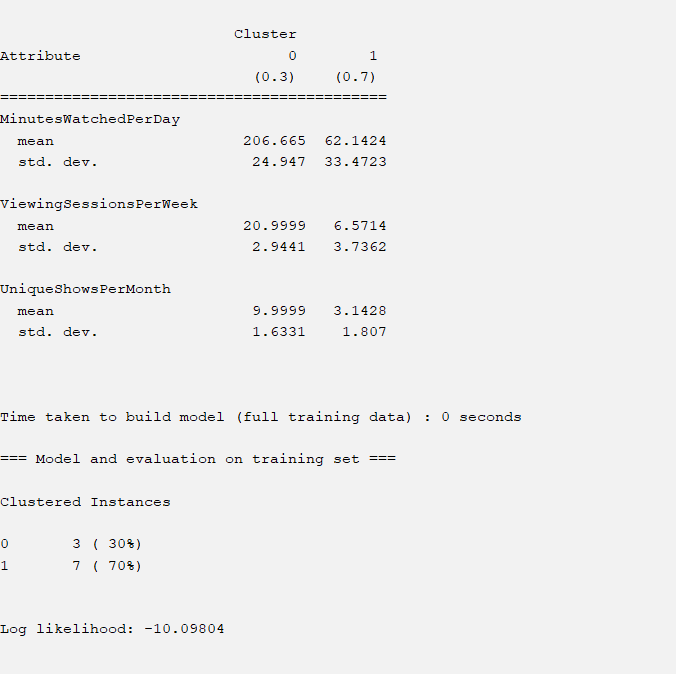 Cluster
Attribute 0 1
(0.3) (0.7)
===========================================
MinutesWatchedPerDay
mean 206.665 62.1424
std. dev. 24.947 33.4723
ViewingSessionsPerWeek
mean 20.9999 6.5714
std. dev. 2.9441 3.7362
UniqueShowsPerMonth
mean 9.9999 3.1428
std. dev. 1.6331 1.807
Time taken to build model (full training data) : 0 seconds
=== Model and evaluation on training set ===
Clustered Instances
0 3 ( 30%)
1 7 ( 70%)
Log likelihood: -10.09804